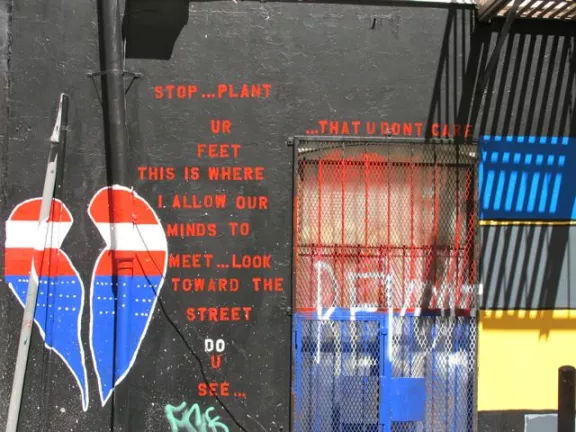 STOP...PLANT
UR
FEET
THIS IS WHERE
I ALLOW OUR
MINDS TO
MEET...LOOK
TOWARD THE
STREET
DO
U
SEE...
...THAT U DONT CARE